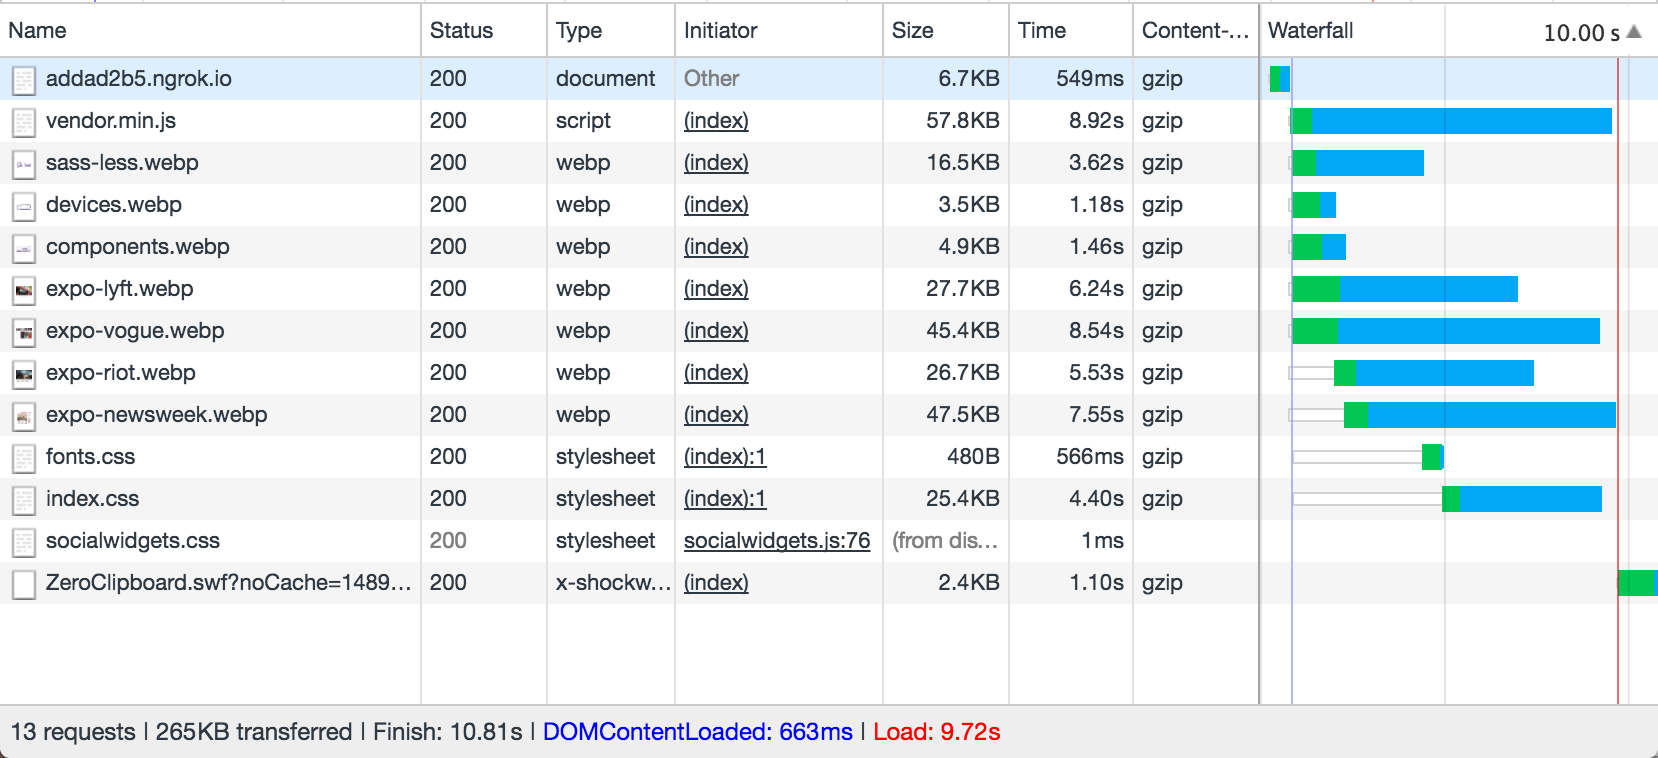 Name Status Type Initiator Size Time Content-... Waterfall 10.00 s
addad2b5.ngrok.io 200 document Other 6.7KB 549ms gzip
vendor.min.js 200 script (index) 57.8KB 8.92s gzip
sass-less.webp 200 webp (index) 16.5KB 3.62s gzip
devices.webp 200 webp (index) 3.5KB 1.18s gzip
components.webp 200 webp (index) 4.9KB 1.46s gzip
expo-lyft.webp 200 webp (index) 27.7KB 6.24s gzip
expo-vogue.webp 200 webp (index) 45.4KB 8.54s gzip
expo-riot.webp 200 webp (index) 26.7KB 5.53s gzip
expo-newsweek.webp 200 webp (index) 47.5KB 7.55s gzip
fonts.css 200 stylesheet (index):1 480B 566ms gzip
index.css 200 stylesheet (index):1 25.4KB 4.40s gzip
socialwidgets.css 200 stylesheet socialwidgets.js:76 (from dis... 1ms
ZeroClipboard.swf?noCache=1489... 200 x-shockw... (index) 2.4KB 1.10s gzip
13 requests | 265KB transferred | Finish: 10.81s | DOMContentLoaded: 663ms | Load: 9.72s